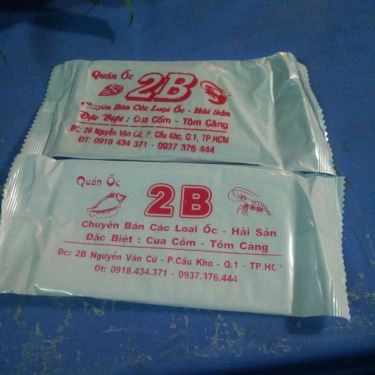 Quán Ốc
2B
Chuyên Bán Các Loại Ốc - Hải Sản
Đặc Biệt : Cua Cốm - Tôm Càng
ĐC: 2B Nguyễn Văn Cừ, P. Cầu Kho, Q.1, TP.HCM
ĐT: 0918 434 371 - 0937 376 444
Quán Ốc
2B
Chuyên Bán Các Loại Ốc - Hải Sản
Đặc Biệt : Cua Cốm - Tôm Càng
Đc: 2B Nguyễn Văn Cừ - P.Cầu Kho - Q.1 - TP.HC
Đt: 0918.434.371 - 0937.376.444